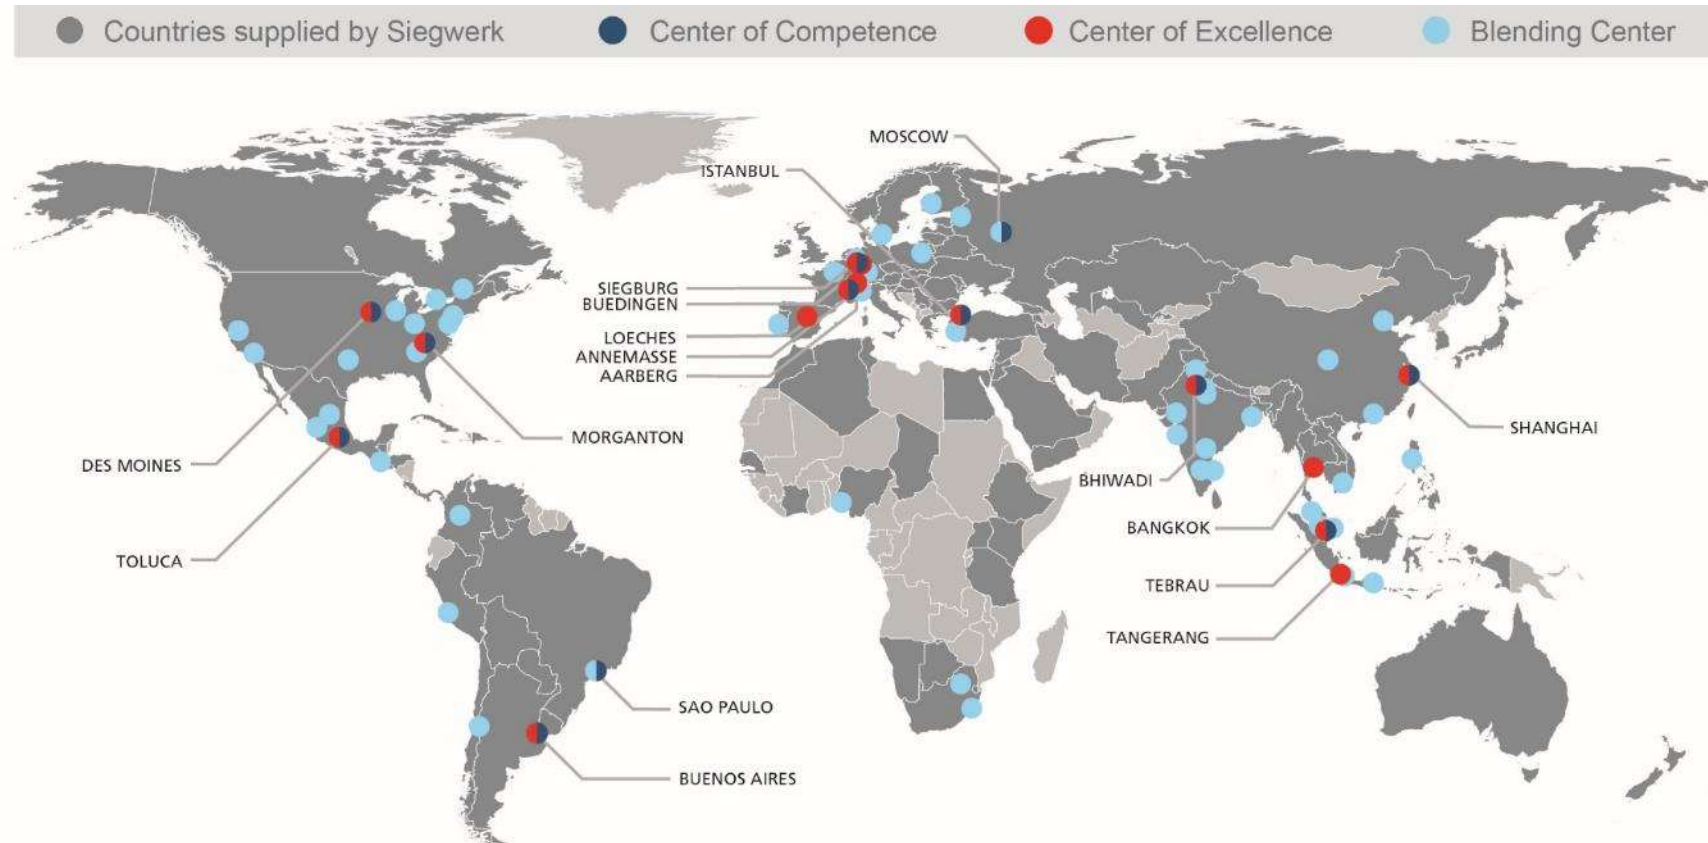 Countries supplied by Siegwerk Center of Competence Center of Excellence Blending Center
MOSCOW
ISTANBUL
SIEGBURG
BUEDINGEN
LOECHES
ANNEMASSE
AARBERG
MORGANTON
DES MOINES
TOLUCA
SAO PAULO
BUENOS AIRES
SHANGHAI
BHIWADI
BANGKOK
TEBRAU
TANGERANG